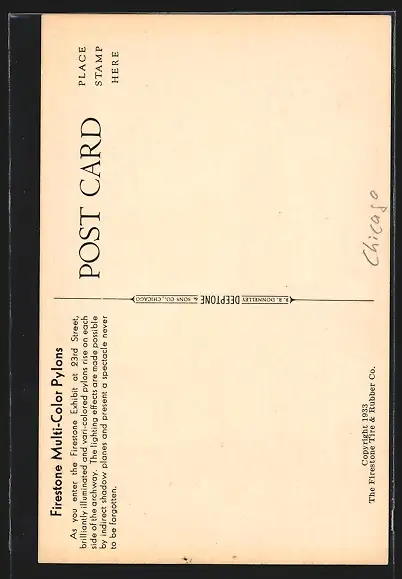 Firestone Multi-Color Pylons
As you enter the Firestone Exhibit at 23rd Street,
brilliantly illuminated and vari-colored pylons rise on each
side of the archway. The lighting effects are made possible
by indirect shadow planes and present a spectacle never
to be forgotten.
Copyright 1933
The Firestone Tire & Rubber Co.
R. R. DONNELLEY DEEPTONE & SONS CO., CHICAGO
POST CARD
PLACE
STAMP
HERE
Chicago